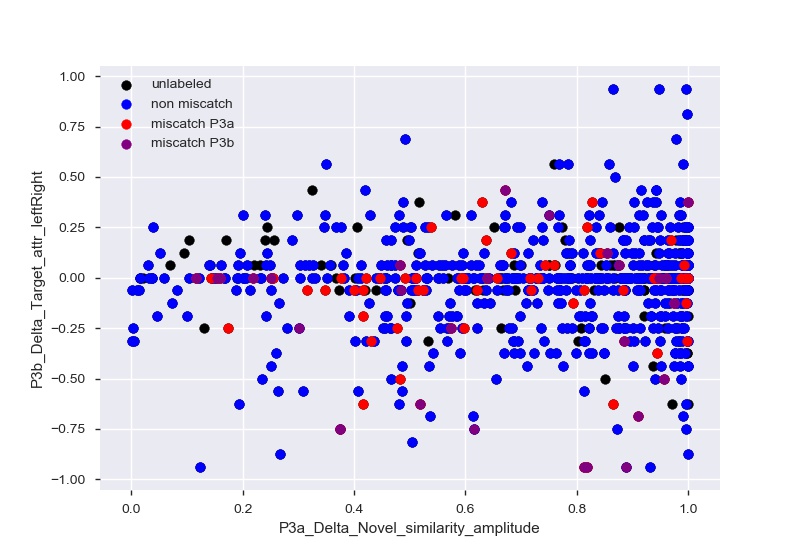 1.00
0.75
0.50
0.25
0.00
−0.25
−0.50
−0.75
−1.00
P3b_Delta_Target_attr_leftRight
unlabeled
non miscatch
miscatch P3a
miscatch P3b
0.0 0.2 0.4 0.6 0.8 1.0
P3a_Delta_Novel_similarity_amplitude